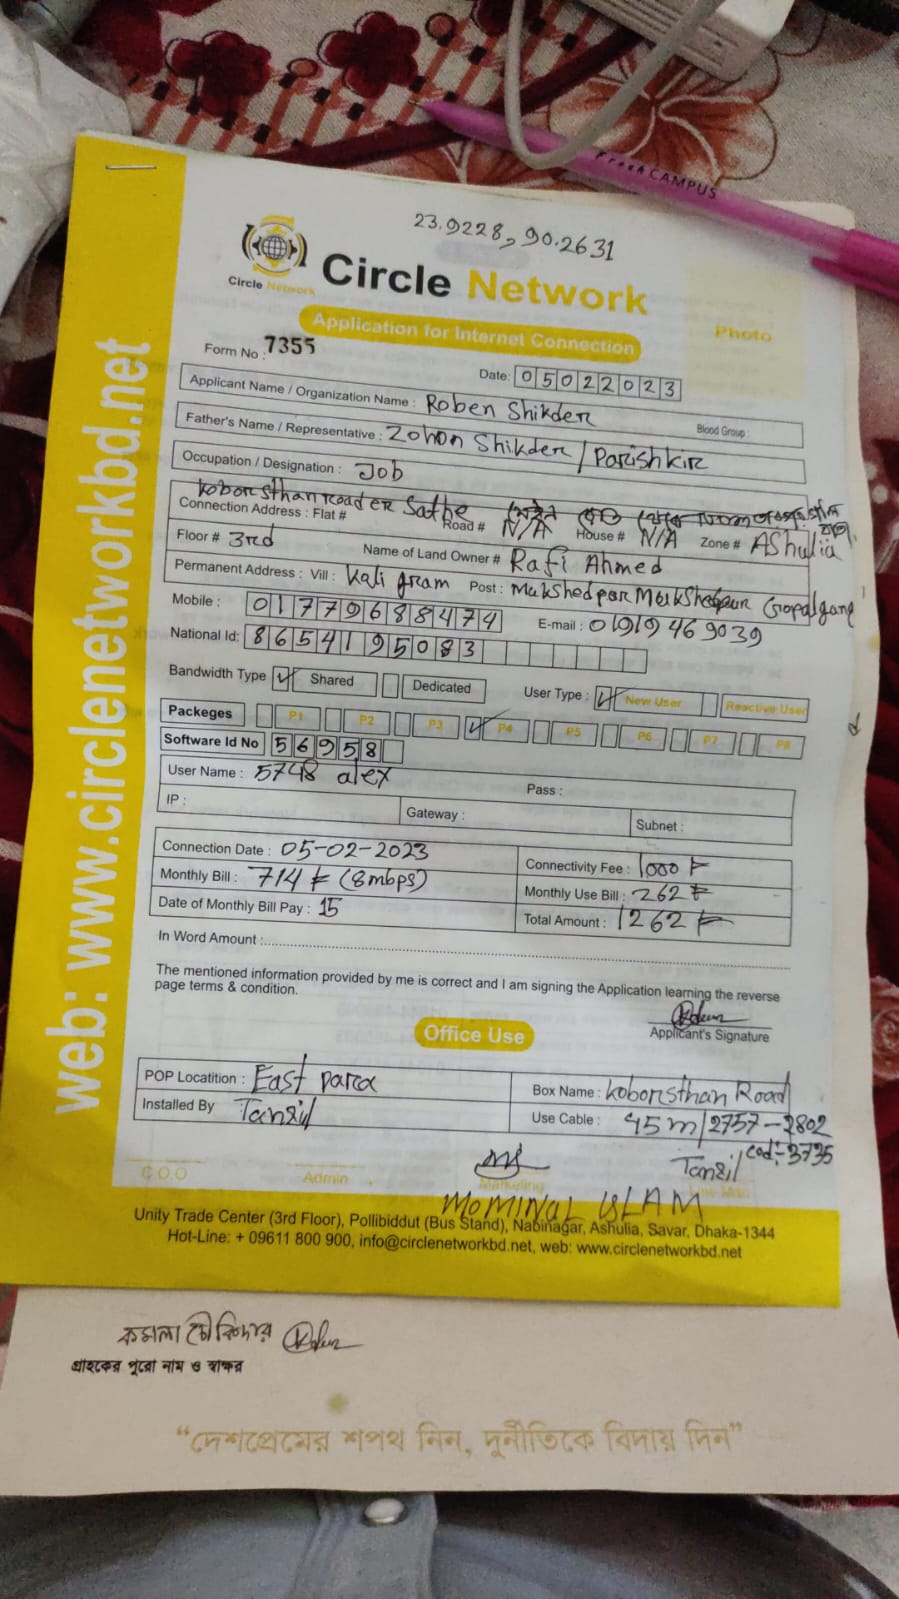 Fresh CAMPUS
23.9228, 90.2631
Circle Network
Circle Network
Application for Internet Connection
Photo
Form No : 7355
Date: 05022023
Applicant Name / Organization Name : Roben Shikder
Blood Group :
Father's Name / Representative : Zohon Shikder / Porishkir
Occupation / Designation : Job
koborsthan road er Sathe
Connection Address : Flat # Road # N/A House # N/A Zone # AShulia
Floor # 3rd Name of Land Owner # Rafi Ahmed
Permanent Address : Vill : kali gram Post : Mukshedpur Mukshedpur Gopalganj
Mobile : 01779688474 E-mail : 01919469039
National Id: 8654195083
Bandwidth Type Shared Dedicated User Type : New User Reactive User
Packeges P1 P2 P3 P4 P5 P6 P7 P8
Software Id No 56958
User Name : 5748 alex Pass :
IP : Gateway : Subnet :
Connection Date : 05-02-2023 Connectivity Fee : 1000 ৳
Monthly Bill : 714 ৳ (8mbps) Monthly Use Bill : 262 ৳
Date of Monthly Bill Pay : 15 Total Amount : 1262 ৳
In Word Amount :
The mentioned information provided by me is correct and I am signing the Application learning the reverse
page terms & condition.
Applicant's Signature
Office Use
POP Locatition : East para Box Name : koborsthan Road
Installed By Tanzil Use Cable : 45m/2757-2802
Tanzil cod:-3735
C.O.O Admin Marketing
MOMINUL ISLAM
Unity Trade Center (3rd Floor), Pollibiddut (Bus Stand), Nabinagar, Ashulia, Savar, Dhaka-1344
Hot-Line: + 09611 800 900, info@circlenetworkbd.net, web: www.circlenetworkbd.net
web: www.circlenetworkbd.net
গ্রাহকের পুরো নাম ও স্বাক্ষর
“দেশপ্রেমের শপথ নিন, দুর্নীতিকে বিদায় দিন”